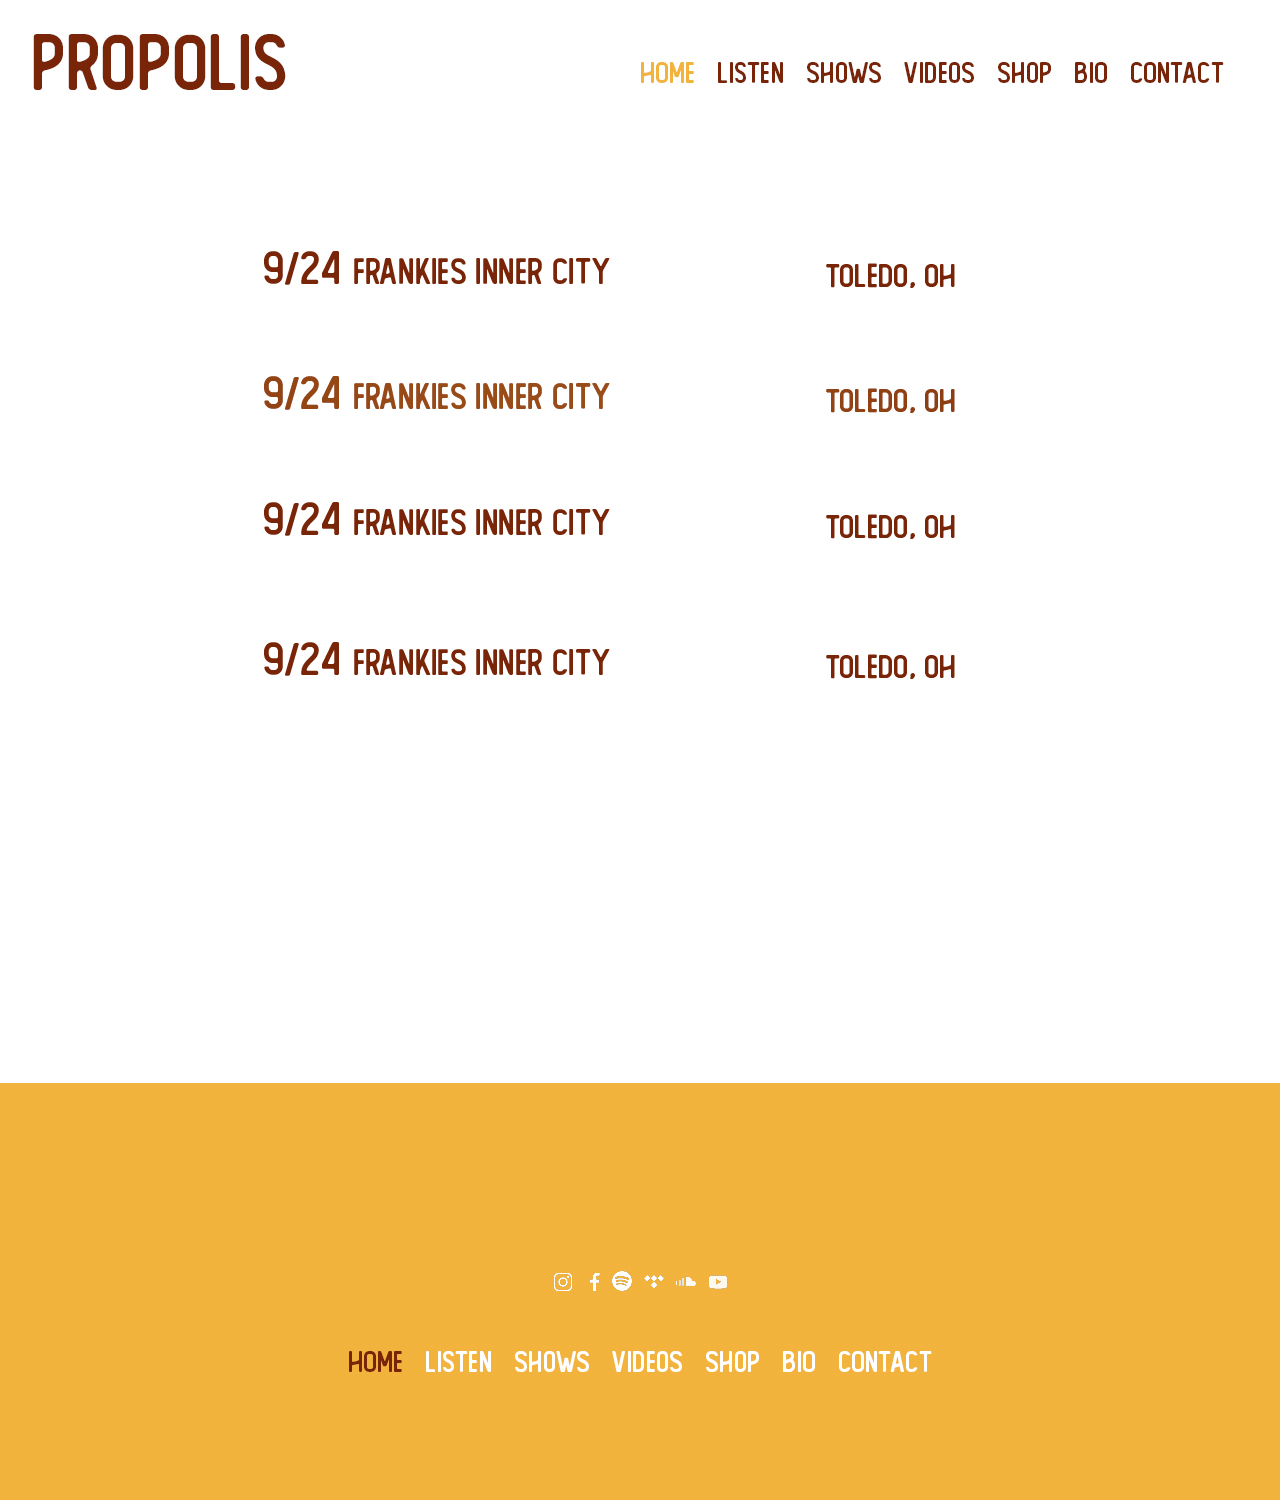 PROPOLIS
HOME LISTEN SHOWS VIDEOS SHOP BIO CONTACT
9/24 FRANKIES INNER CITY TOLEDO, OH
9/24 FRANKIES INNER CITY TOLEDO, OH
9/24 FRANKIES INNER CITY TOLEDO, OH
9/24 FRANKIES INNER CITY TOLEDO, OH
HOME LISTEN SHOWS VIDEOS SHOP BIO CONTACT